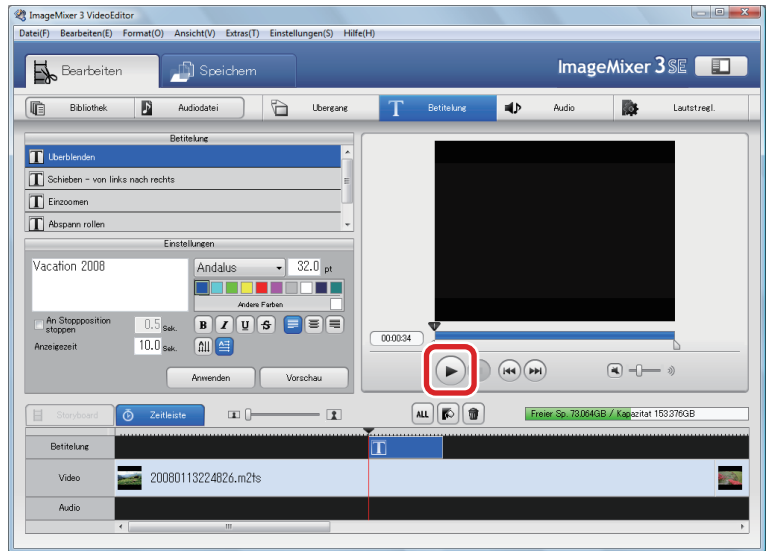 ImageMixer 3 VideoEditor
Datei(F) Bearbeiten(E) Format(O) Ansicht(V) Extras(T) Einstellungen(S) Hilfe(H)
Bearbeiten Speichern ImageMixer 3 SE
Bibliothek Audiodatei Ubergang T Betitelung Audio Lautst.regl.
Betitelung
T Uberblenden
T Schieben - von links nach rechts
T Einzoomen
T Abspann rollen
Einstellungen
Vacation 2008 Andalus 32.0 pt
Andere Farben
An Stoppposition stoppen 0.5 Sek. B I U S
Anzeigezeit 10.0 Sek.
00:00:34
Anwenden Vorschau
Storyboard Zeitleiste ALL Freier Sp. 73.064GB / Kapazitat 153.376GB
Betitelung T
Video 20080113224826.m2ts
Audio